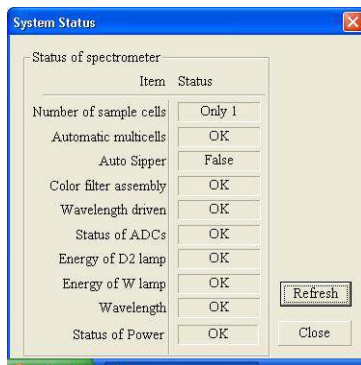 System Status
Status of spectrometer
Item Status
Number of sample cells Only 1
Automatic multicells OK
Auto Sipper False
Color filter assembly OK
Wavelength driven OK
Status of ADCs OK
Energy of D2 lamp OK
Energy of W lamp OK
Wavelength OK
Refresh
Status of Power OK
Close